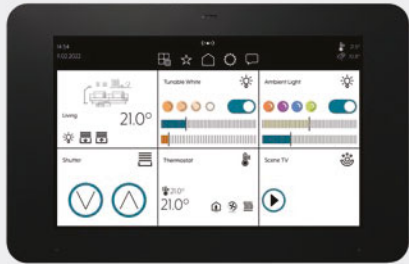 14:54
11.02.2022
Living
21.0°
Tunable White
Ambient Light
Shutter
Thermostat
21.0°
21.0°
Scene TV